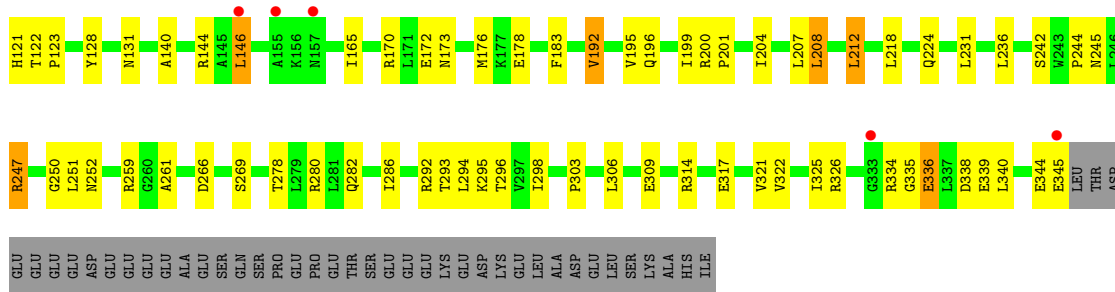 H121 T122 P123 Y128 N131 A140 R144 A145 L146 A155 K156 N157 I165 R170 L171 E172 N173 M176 K177 E178 F183 V192 V195 Q196 I199 R200 P201 I204 L207 L208 L212 L218 Q224 L231 L236 S242 W243 P244 N245 L246
R247 G250 L251 N252 R259 G260 A261 D266 S269 T278 L279 R280 L281 Q282 I286 R292 T293 L294 K295 T296 V297 I298 P303 L306 E309 R314 E317 V321 V322 I325 R326 G333 R334 G335 E336 L337 D338 E339 L340 E344 E345 LEU THR ASP
GLU GLU GLU GLU ASP GLU GLU GLU ALA GLU SER GLN SER PRO GLU PRO GLU THR SER GLU GLU GLU LYS GLU ASP LYS GLU LEU ALA ASP GLU LEU SER LYS ALA HIS ILE